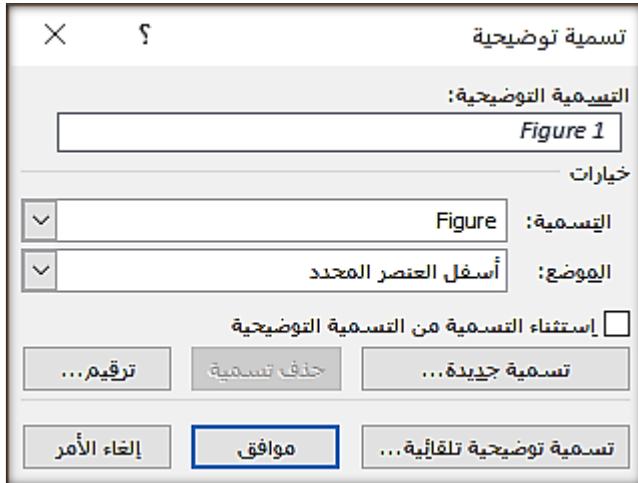 تسمية توضيحية ؟
التسمية التوضيحية:
Figure 1
خيارات
التسمية: Figure
الموضع: أسفل العنصر المحدد
إستثناء التسمية من التسمية التوضيحية
تسمية جديدة... حذف تسمية ترقيم...
تسمية توضيحية تلقائية... موافق إلغاء الأمر